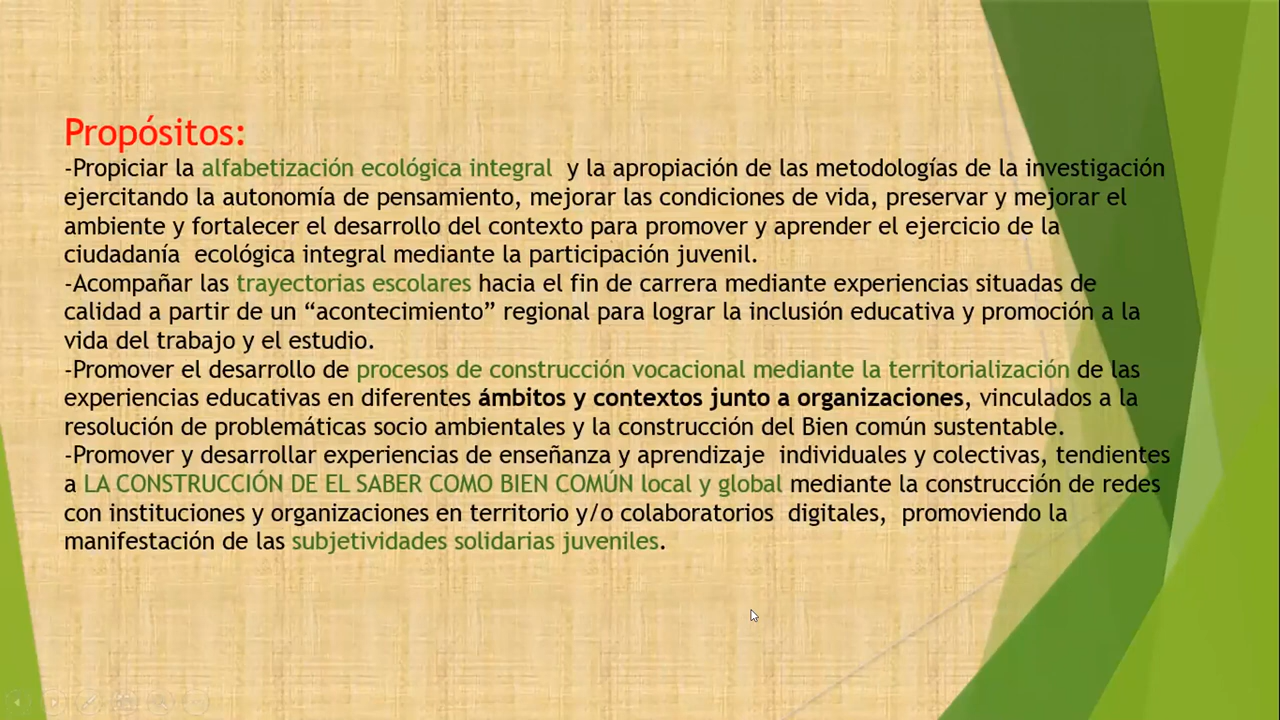 Propósitos:
-Propiciar la alfabetización ecológica integral  y la apropiación de las metodologías de la investigación
ejercitando la autonomía de pensamiento, mejorar las condiciones de vida, preservar y mejorar el
ambiente y fortalecer el desarrollo del contexto para promover y aprender el ejercicio de la
ciudadanía  ecológica integral mediante la participación juvenil.
-Acompañar las trayectorias escolares hacia el fin de carrera mediante experiencias situadas de
calidad a partir de un “acontecimiento” regional para lograr la inclusión educativa y promoción a la
vida del trabajo y el estudio.
-Promover el desarrollo de procesos de construcción vocacional mediante la territorialización de las
experiencias educativas en diferentes ámbitos y contextos junto a organizaciones, vinculados a la
resolución de problemáticas socio ambientales y la construcción del Bien común sustentable.
-Promover y desarrollar experiencias de enseñanza y aprendizaje  individuales y colectivas, tendientes
a LA CONSTRUCCIÓN DE EL SABER COMO BIEN COMÚN local y global mediante la construcción de redes
con instituciones y organizaciones en territorio y/o colaboratorios  digitales,  promoviendo la
manifestación de las subjetividades solidarias juveniles.